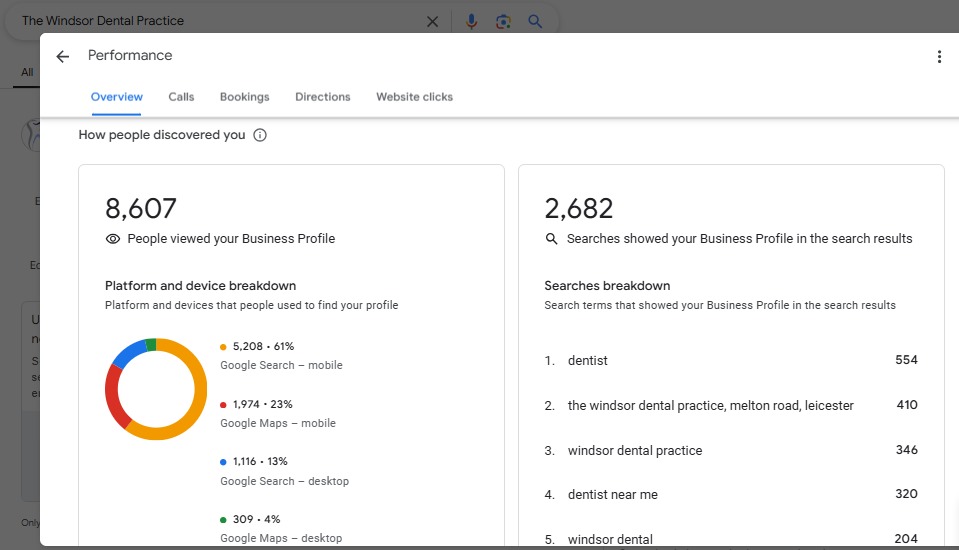 The Windsor Dental Practice
Performance
All
Overview Calls Bookings Directions Website clicks
How people discovered you
8,607
People viewed your Business Profile
Platform and device breakdown
Platform and devices that people used to find your profile
5,208 • 61%
Google Search – mobile
1,974 • 23%
Google Maps – mobile
1,116 • 13%
Google Search – desktop
309 • 4%
Google Maps – desktop
2,682
Searches showed your Business Profile in the search results
Searches breakdown
Search terms that showed your Business Profile in the search results
1. dentist 554
2. the windsor dental practice, melton road, leicester 410
3. windsor dental practice 346
4. dentist near me 320
5. windsor dental 204
Only